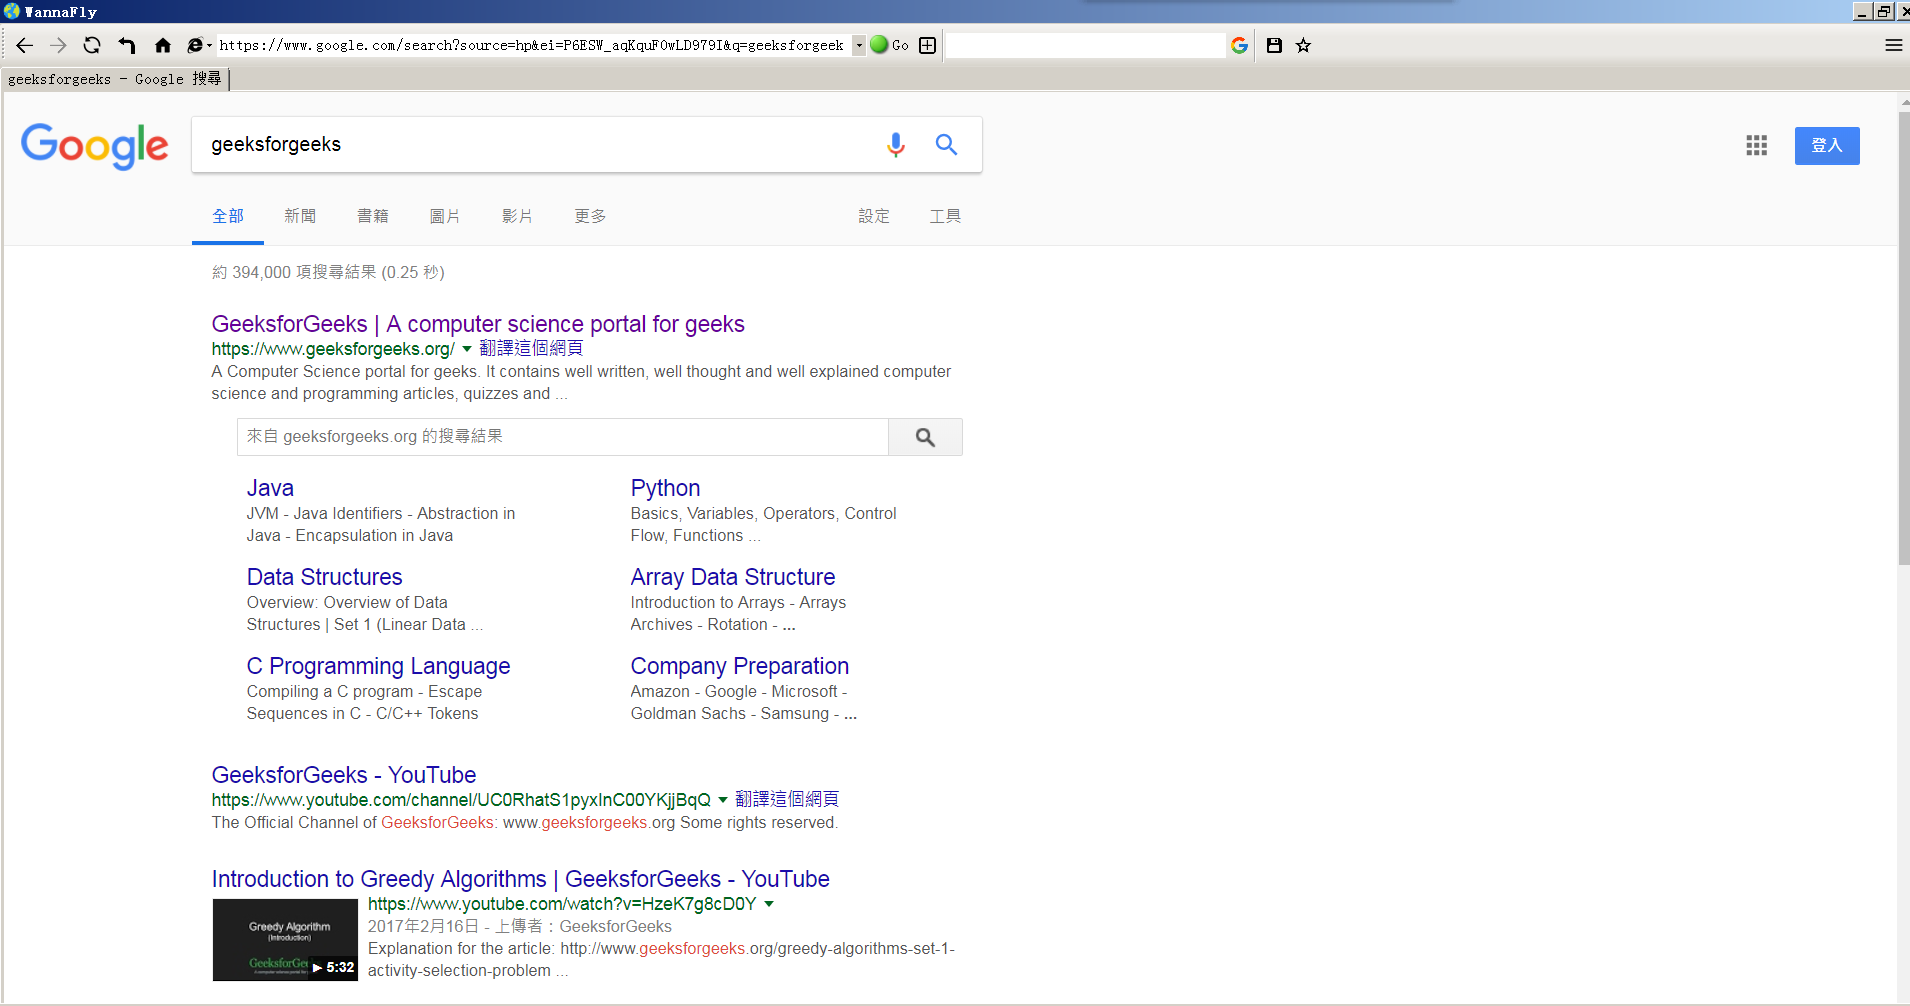 WannaFly
https://www.google.com/search?source=hp&ei=P6ESW_aqKquF0wLD979I&q=geeksforgeek
Go
geeksforgeeks - Google 搜尋
Google
geeksforgeeks
登入
全部 新聞 書籍 圖片 影片 更多 設定 工具
約 394,000 項搜尋結果 (0.25 秒)
GeeksforGeeks | A computer science portal for geeks
https://www.geeksforgeeks.org/ 翻譯這個網頁
A Computer Science portal for geeks. It contains well written, well thought and well explained computer
science and programming articles, quizzes and ...
來自 geeksforgeeks.org 的搜尋結果
Java
JVM - Java Identifiers - Abstraction in
Java - Encapsulation in Java
Python
Basics, Variables, Operators, Control
Flow, Functions ...
Data Structures
Overview: Overview of Data
Structures | Set 1 (Linear Data ...
Array Data Structure
Introduction to Arrays - Arrays
Archives - Rotation - ...
C Programming Language
Compiling a C program - Escape
Sequences in C - C/C++ Tokens
Company Preparation
Amazon - Google - Microsoft -
Goldman Sachs - Samsung - ...
GeeksforGeeks - YouTube
https://www.youtube.com/channel/UC0RhatS1pyxInC00YKjjBqQ 翻譯這個網頁
The Official Channel of GeeksforGeeks: www.geeksforgeeks.org Some rights reserved.
Introduction to Greedy Algorithms | GeeksforGeeks - YouTube
https://www.youtube.com/watch?v=HzeK7g8cD0Y
2017年2月16日 - 上傳者：GeeksforGeeks
Explanation for the article: http://www.geeksforgeeks.org/greedy-algorithms-set-1-
activity-selection-problem ...
Greedy Algorithm
(Introduction)
GeeksforGe
5:32